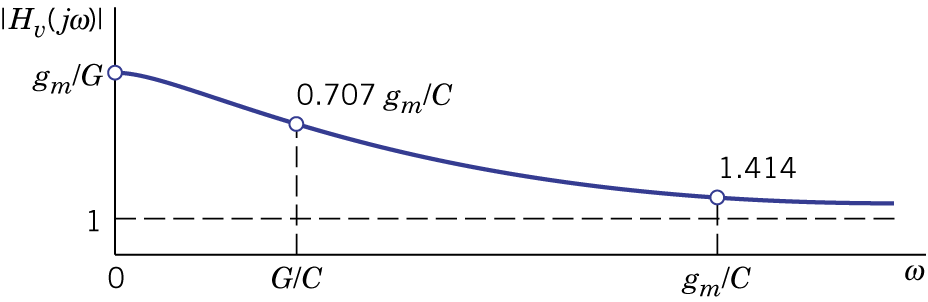 |H_v(jω)|
g_m/G
0.707 g_m/C
1.414
1
0
G/C
g_m/C
ω